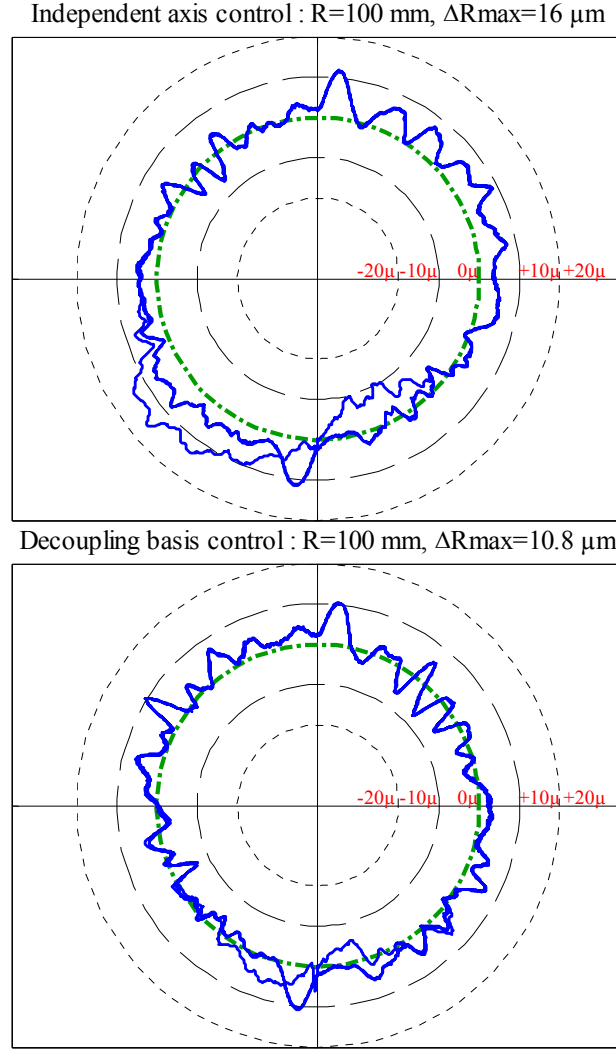 Independent axis control : R=100 mm, ΔRmax=16 µm
-20µ -10µ 0µ +10µ +20µ
Decoupling basis control : R=100 mm, ΔRmax=10.8 µm
-20µ -10µ 0µ +10µ +20µ